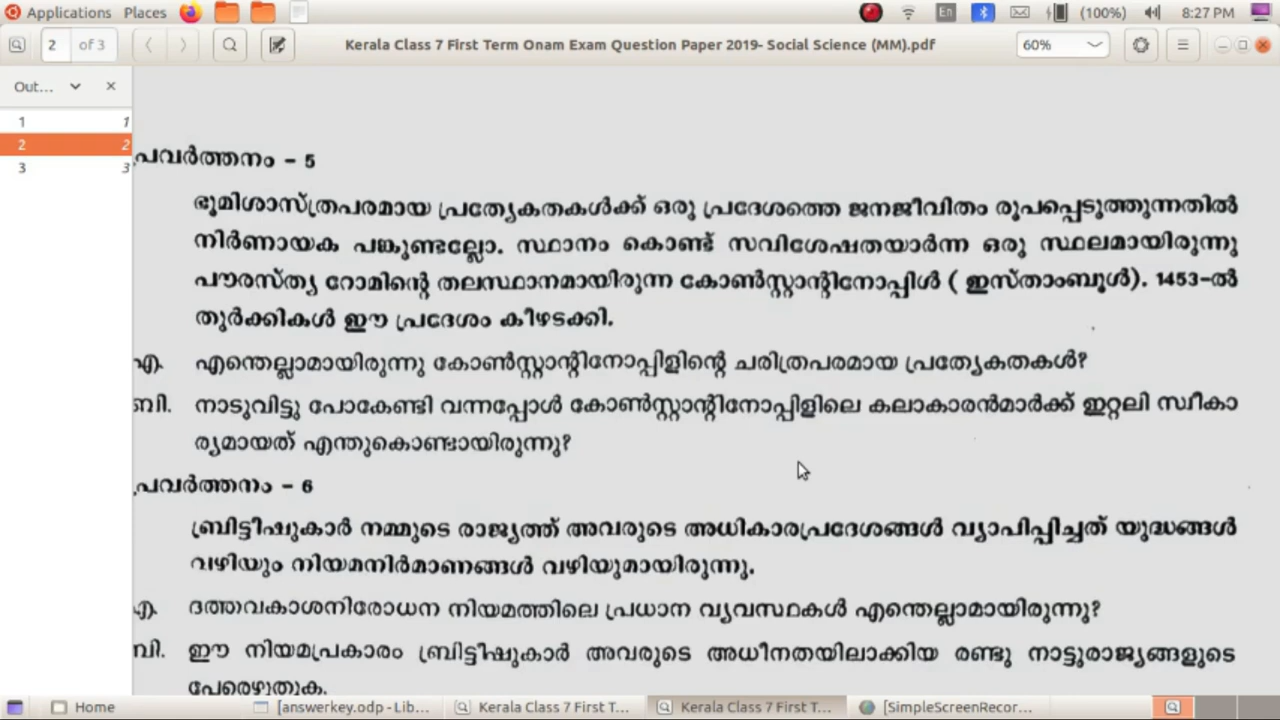 Applications Places En (100%) 8:27 PM
2 of 3 Kerala Class 7 First Term Onam Exam Question Paper 2019- Social Science (MM).pdf 60%
Out...
1 1
2 2
3 3
പ്രവർത്തനം - 5
ഭൂമിശാസ്ത്രപരമായ പ്രത്യേകതകൾക്ക് ഒരു പ്രദേശത്തെ ജനജീവിതം രൂപപ്പെടുത്തുന്നതിൽ
നിർണായക പങ്കുണ്ടല്ലോ. സ്ഥാനം കൊണ്ട് സവിശേഷതയാർന്ന ഒരു സ്ഥലമായിരുന്നു
പൗരസ്ത്യ റോമിന്റെ തലസ്ഥാനമായിരുന്ന കോൺസ്റ്റാന്റിനോപ്പിൾ ( ഇസ്താംബൂൾ). 1453-ൽ
തുർക്കികൾ ഈ പ്രദേശം കീഴടക്കി.
എ. എന്തെല്ലാമായിരുന്നു കോൺസ്റ്റാന്റിനോപ്പിളിന്റെ ചരിത്രപരമായ പ്രത്യേകതകൾ?
ബി. നാടുവിട്ടു പോകേണ്ടി വന്നപ്പോൾ കോൺസ്റ്റാന്റിനോപ്പിളിലെ കലാകാരൻമാർക്ക് ഇറ്റലി സ്വീകാ
ര്യമായത് എന്തുകൊണ്ടായിരുന്നു?
പ്രവർത്തനം - 6
ബ്രിട്ടീഷുകാർ നമ്മുടെ രാജ്യത്ത് അവരുടെ അധികാരപ്രദേശങ്ങൾ വ്യാപിപ്പിച്ചത് യുദ്ധങ്ങൾ
വഴിയും നിയമനിർമാണങ്ങൾ വഴിയുമായിരുന്നു.
എ. ദത്തവകാശനിരോധന നിയമത്തിലെ പ്രധാന വ്യവസ്ഥകൾ എന്തെല്ലാമായിരുന്നു?
ബി. ഈ നിയമപ്രകാരം ബ്രിട്ടീഷുകാർ അവരുടെ അധീനതയിലാക്കിയ രണ്ടു നാട്ടുരാജ്യങ്ങളുടെ
പേരെഴുതുക.
Home [answerkey.odp - Lib... Kerala Class 7 First T... Kerala Class 7 First T... [SimpleScreenRecor...